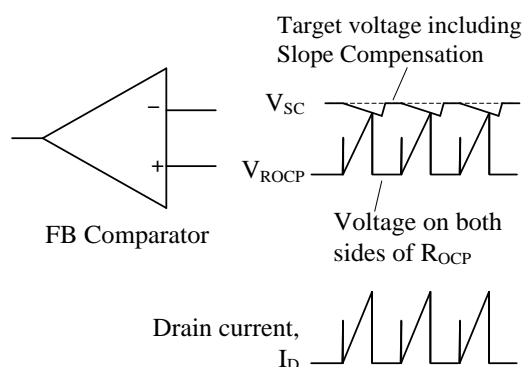 Target voltage including
Slope Compensation
−
V_SC
+
V_ROCP
FB Comparator
Voltage on both
sides of R_OCP
Drain current,
I_D